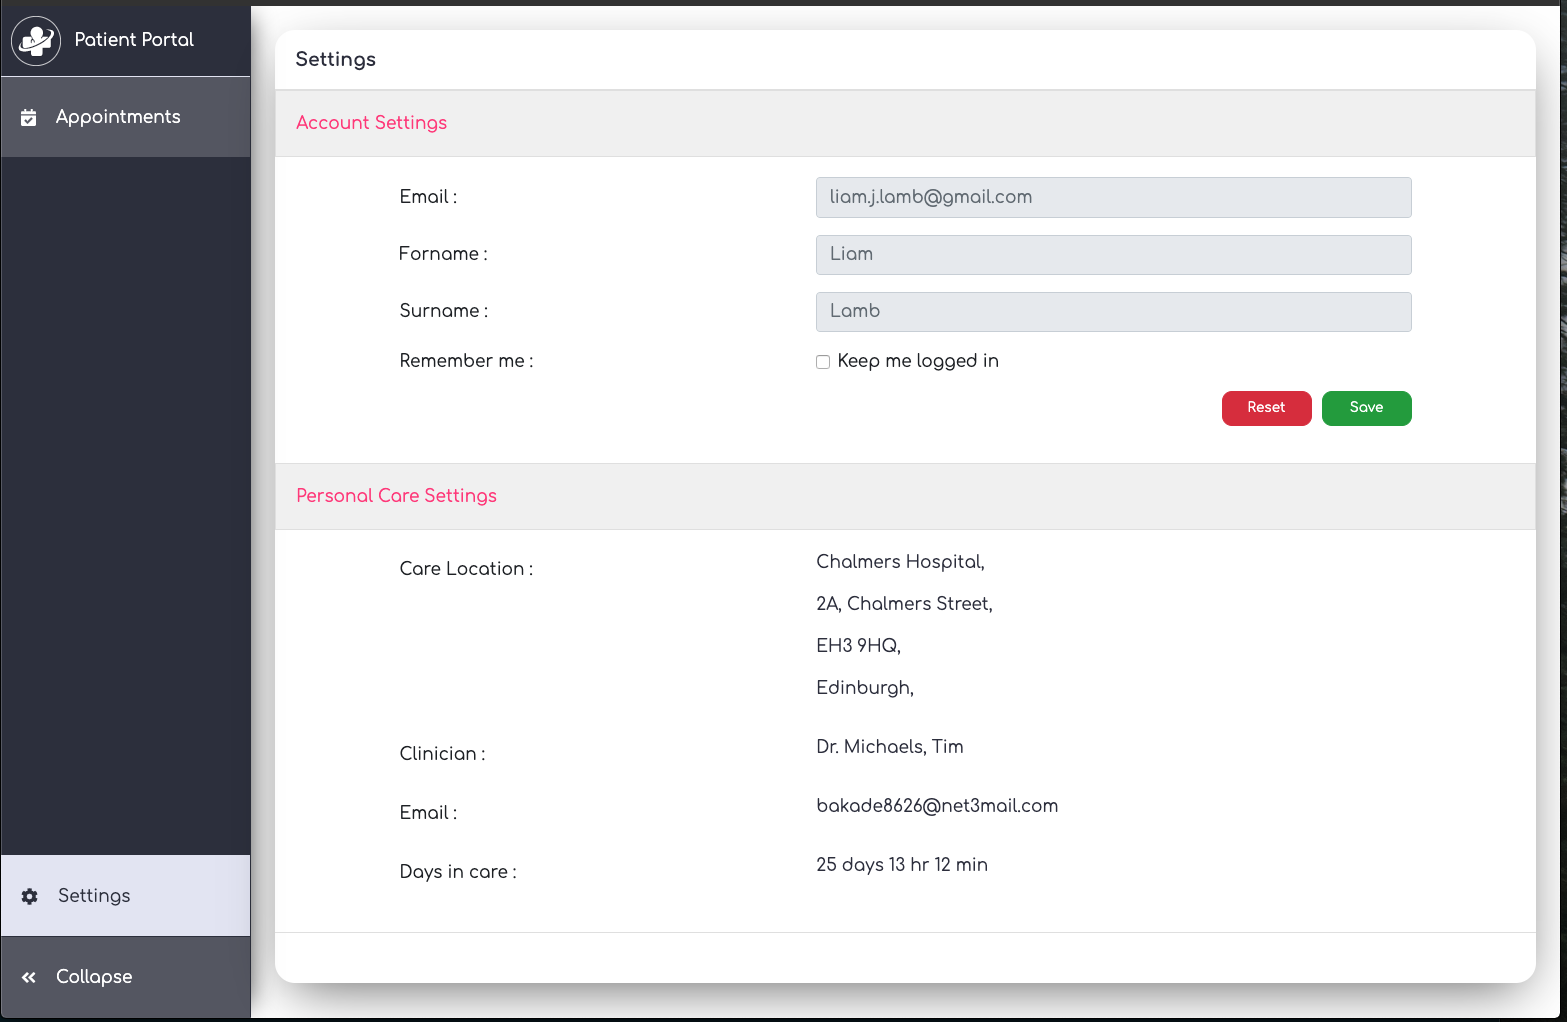 Patient Portal
Appointments
Settings
Collapse
Settings
Account Settings
Email :
liam.j.lamb@gmail.com
Forname :
Liam
Surname :
Lamb
Remember me :
Keep me logged in
Reset
Save
Personal Care Settings
Care Location :
Chalmers Hospital,
2A, Chalmers Street,
EH3 9HQ,
Edinburgh,
Clinician :
Dr. Michaels, Tim
Email :
bakade8626@net3mail.com
Days in care :
25 days 13 hr 12 min